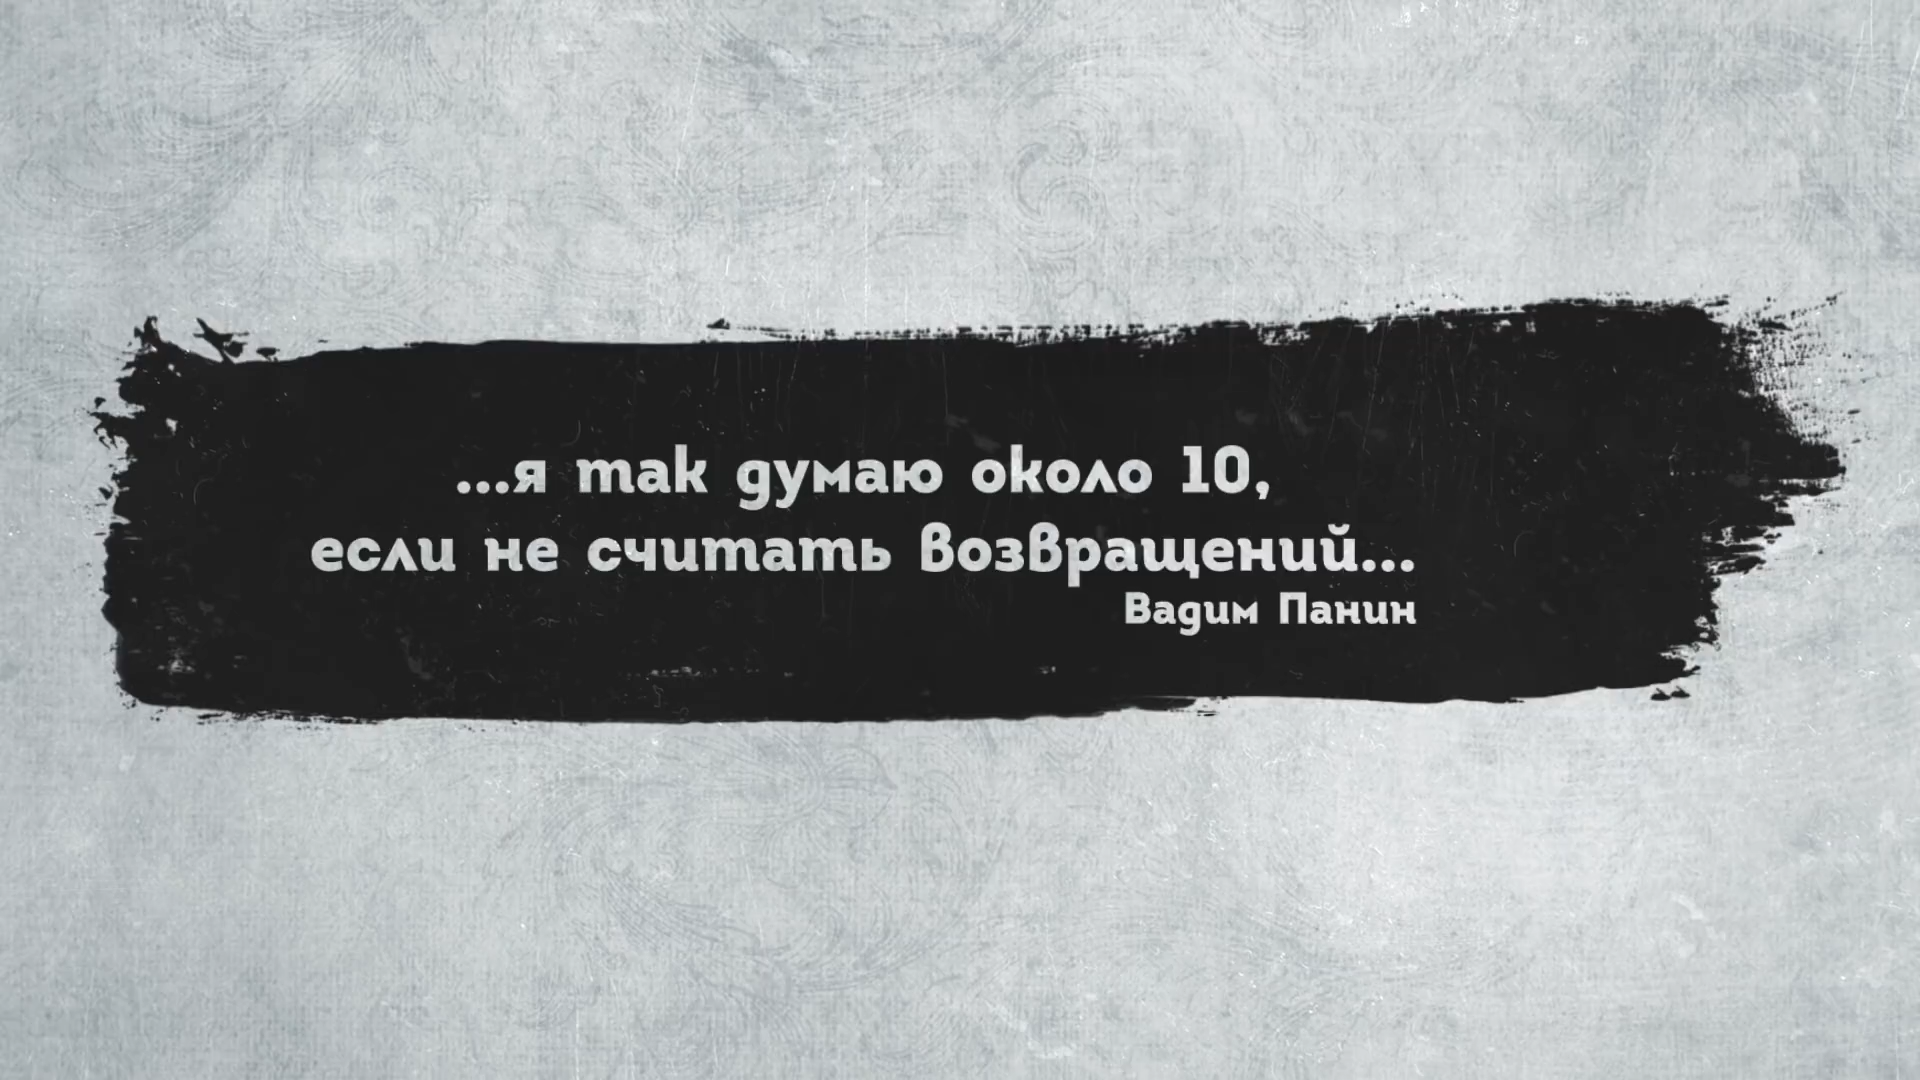 ...я так думаю около 10,
если не считать возвращений...
Вадим Панин